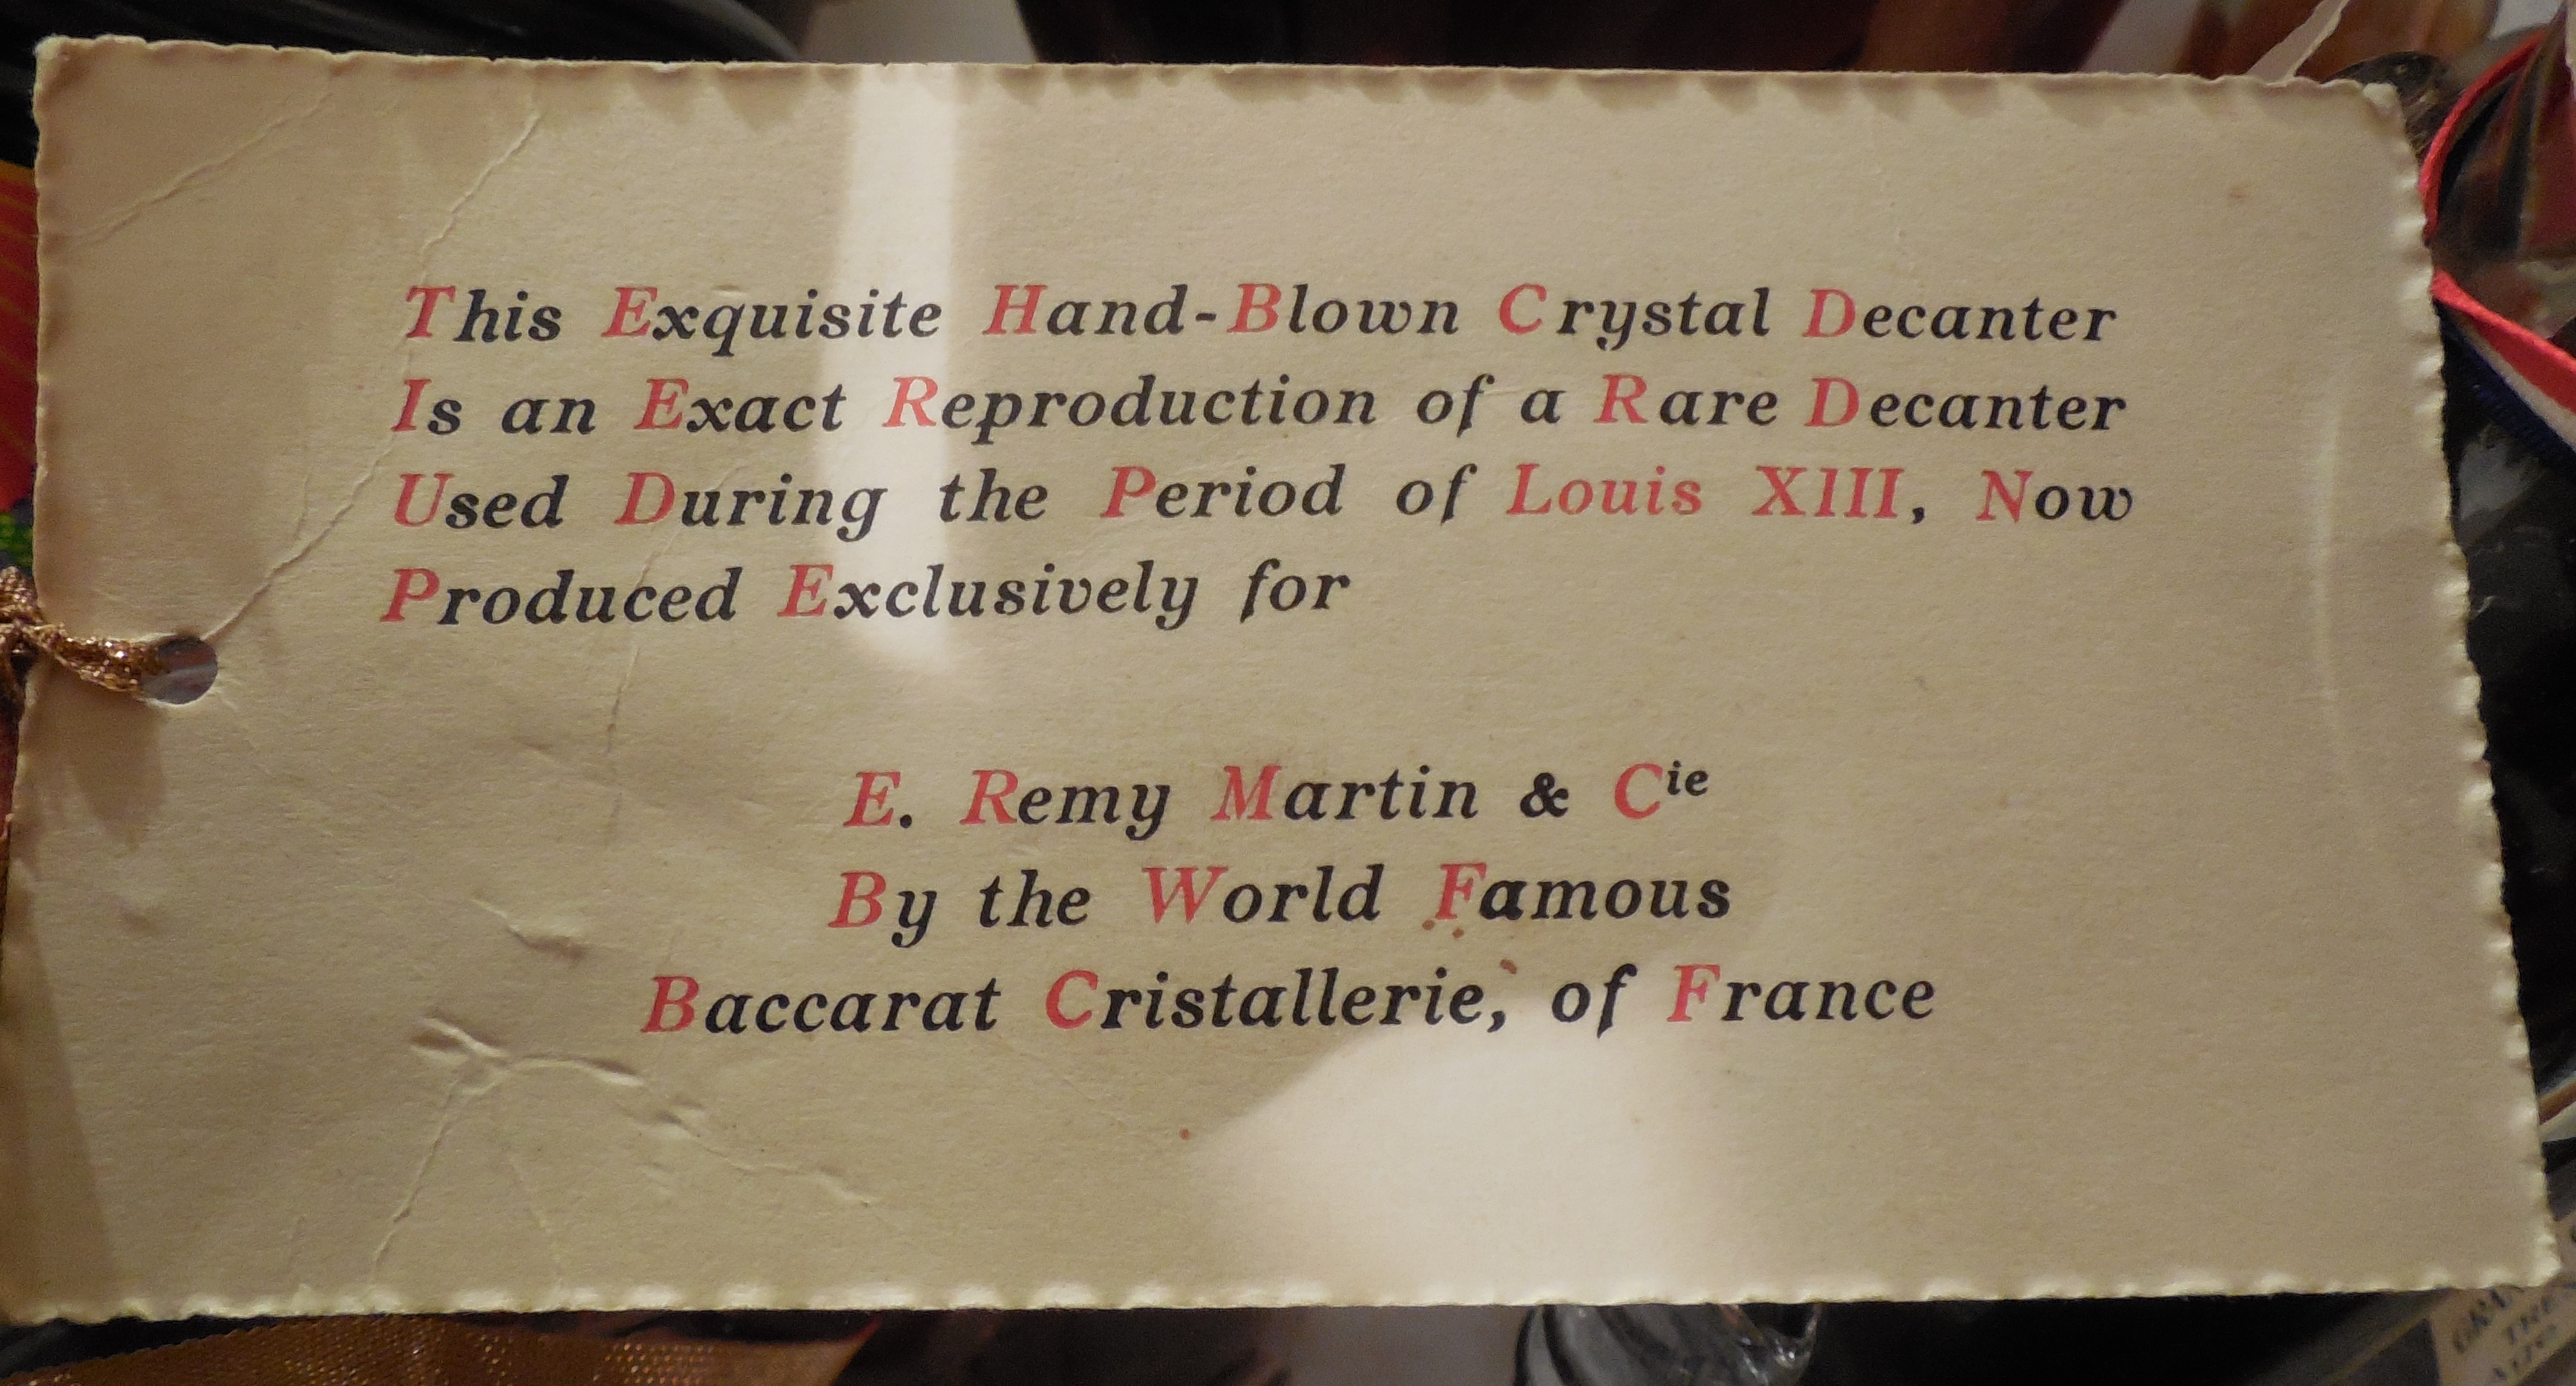 This Exquisite Hand-Blown Crystal Decanter
Is an Exact Reproduction of a Rare Decanter
Used During the Period of Louis XIII, Now
Produced Exclusively for
E. Remy Martin & Cie
By the World Famous
Baccarat Cristallerie, of France
THE